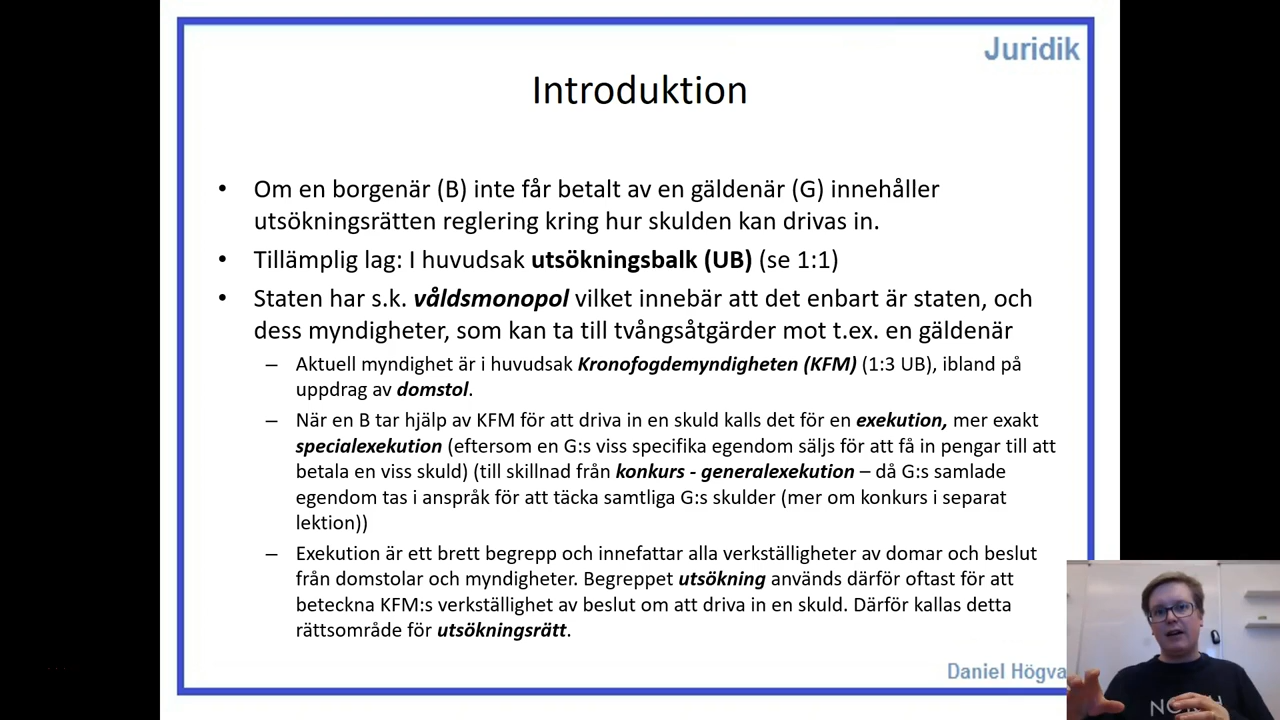 Juridik
Introduktion
• Om en borgenär (B) inte får betalt av en gäldenär (G) innehåller
utsökningsrätten reglering kring hur skulden kan drivas in.
• Tillämplig lag: I huvudsak utsökningsbalk (UB) (se 1:1)
• Staten har s.k. våldsmonopol vilket innebär att det enbart är staten, och
dess myndigheter, som kan ta till tvångsåtgärder mot t.ex. en gäldenär
– Aktuell myndighet är i huvudsak Kronofogdemyndigheten (KFM) (1:3 UB), ibland på
uppdrag av domstol.
– När en B tar hjälp av KFM för att driva in en skuld kalls det för en exekution, mer exakt
specialexekution (eftersom en G:s viss specifika egendom säljs för att få in pengar till att
betala en viss skuld) (till skillnad från konkurs - generalexekution – då G:s samlade
egendom tas i anspråk för att täcka samtliga G:s skulder (mer om konkurs i separat
lektion))
– Exekution är ett brett begrepp och innefattar alla verkställigheter av domar och beslut
från domstolar och myndigheter. Begreppet utsökning används därför oftast för att
beteckna KFM:s verkställighet av beslut om att driva in en skuld. Därför kallas detta
rättsområde för utsökningsrätt.
Daniel Högva